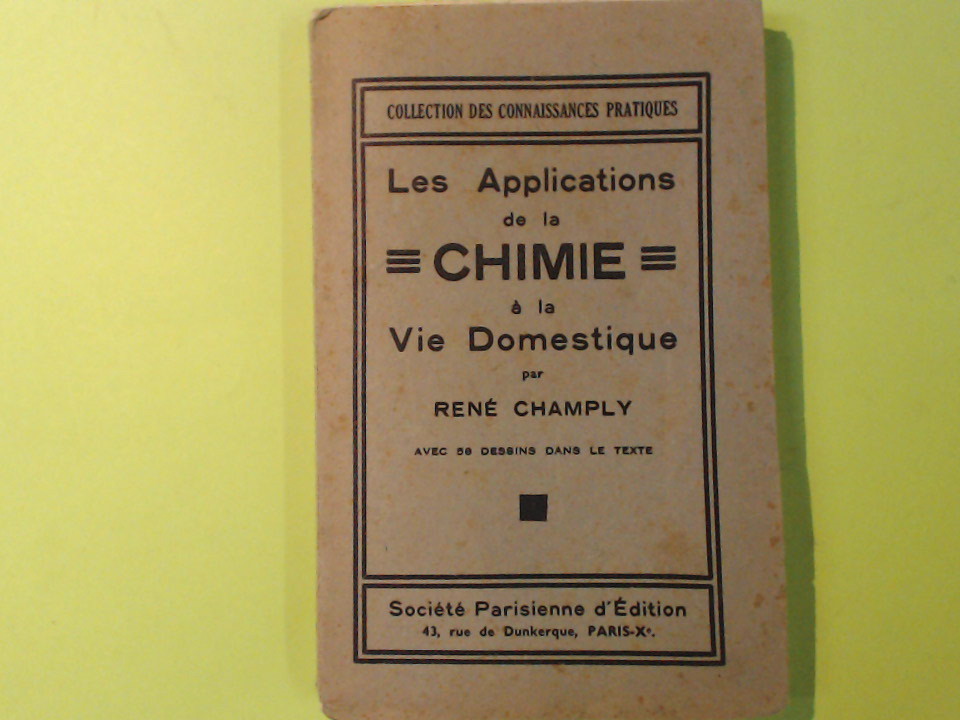 COLLECTION DES CONNAISSANCES PRATIQUES
Les Applications
de la
CHIMIE
à la
Vie Domestique
par
RENÉ CHAMPLY
AVEC 58 DESSINS DANS LE TEXTE
Société Parisienne d'Édition
43, rue de Dunkerque, PARIS-Xe.